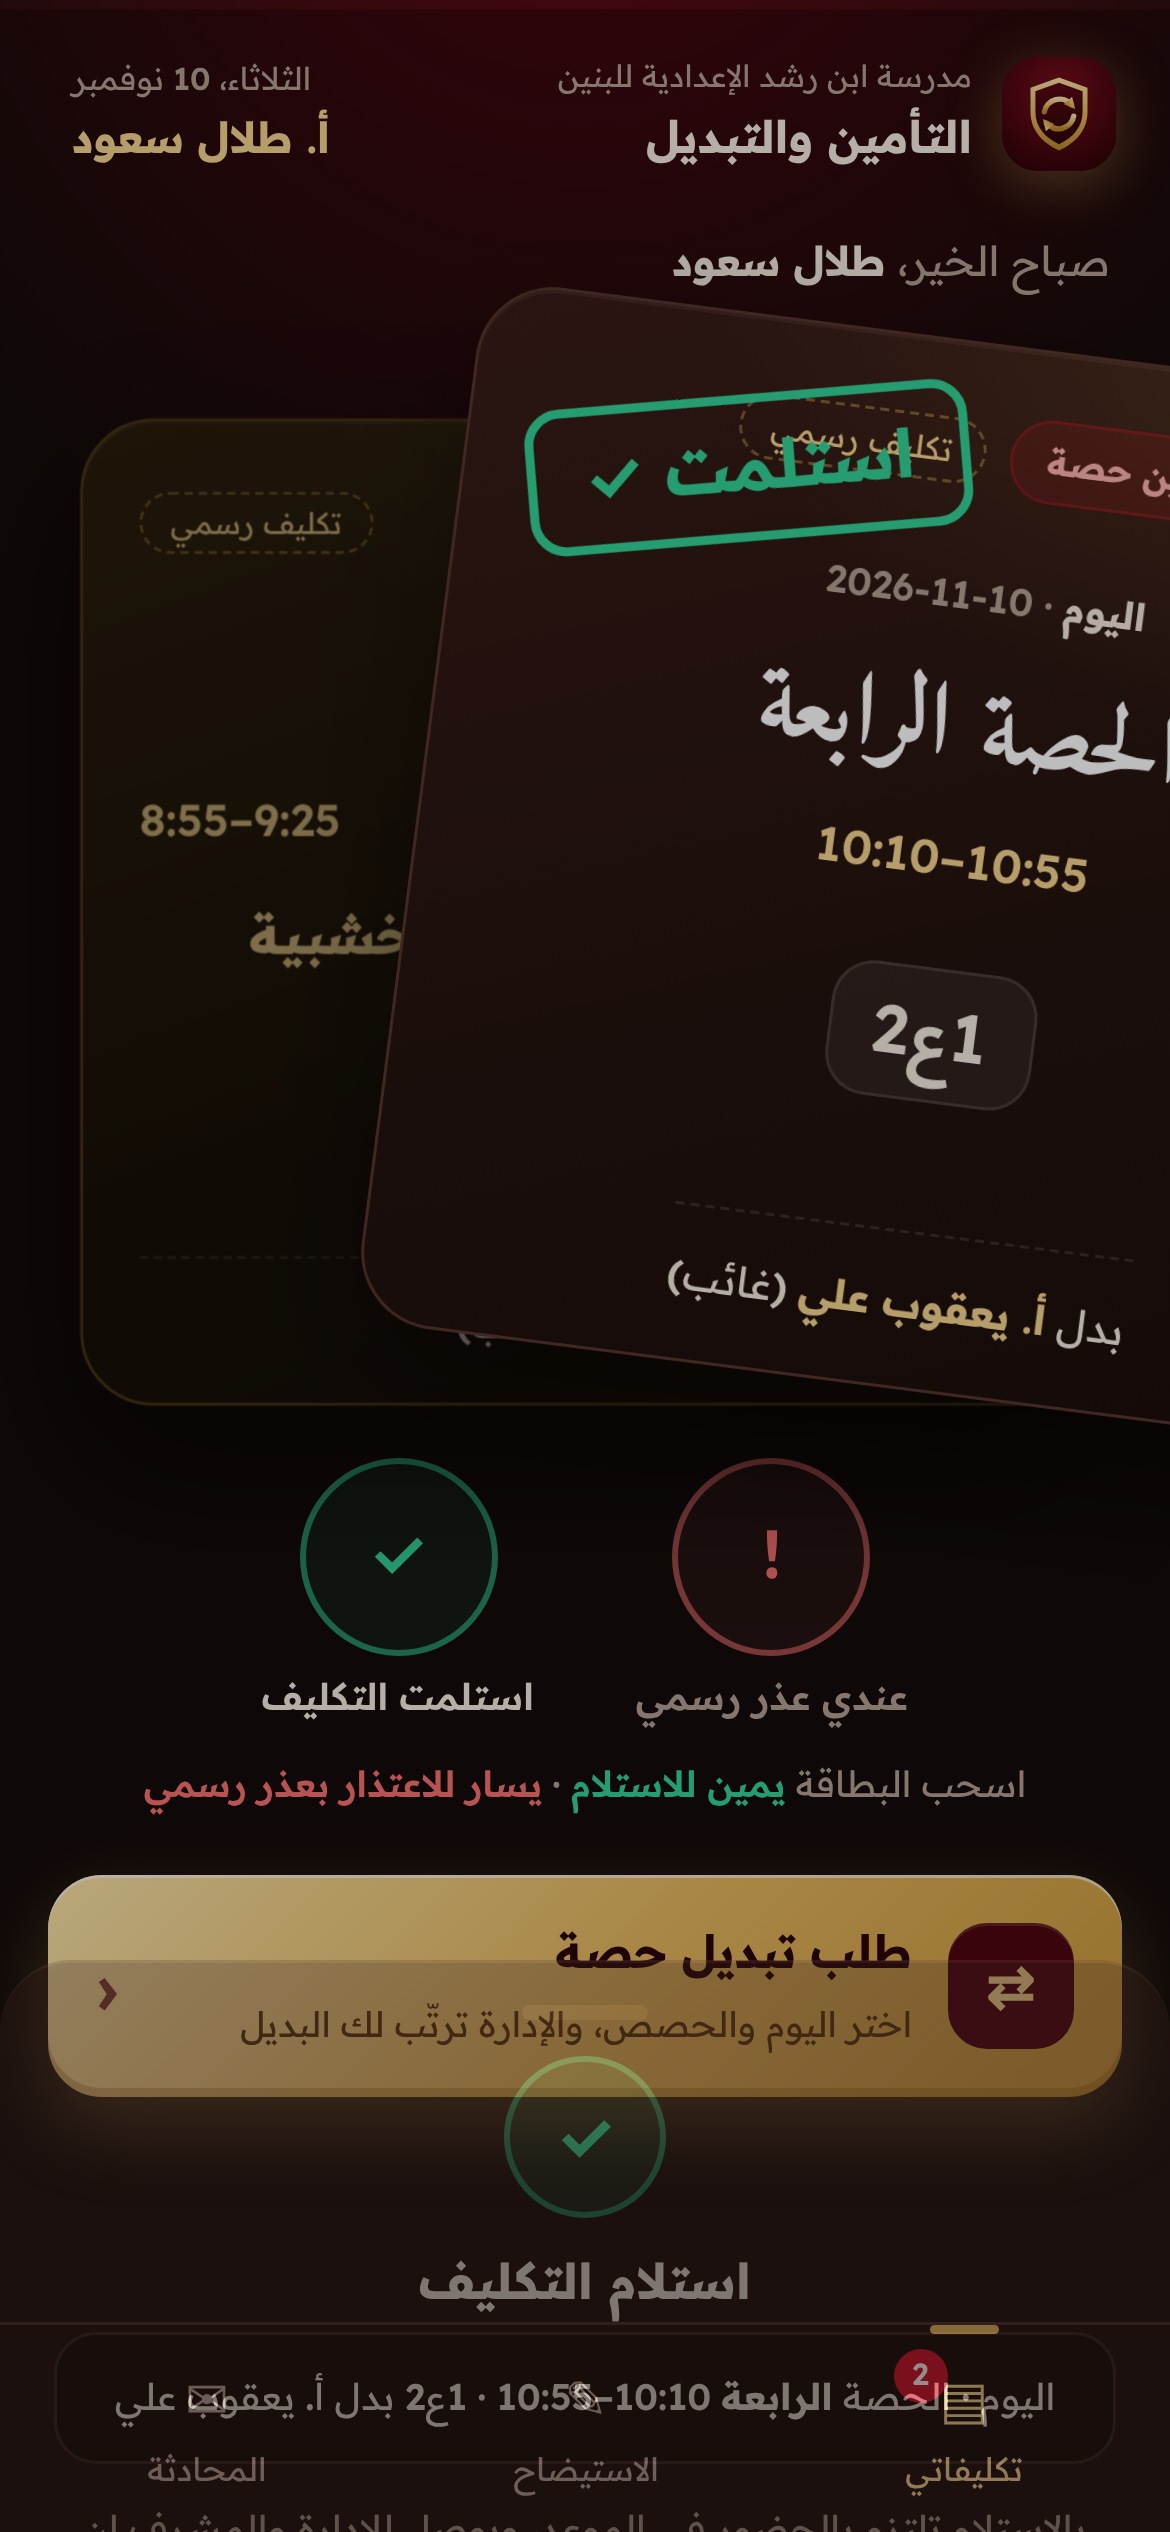 مدرسة ابن رشد الإعدادية للبنين
التأمين والتبديل
الثلاثاء، 10 نوفمبر
أ. طلال سعود
صباح الخير، طلال سعود
حصة
تكليف رسمي
استلمت ✓
اليوم · 2026-11-10
الحصة الرابعة
10:10–10:55
1ع2
بدل أ. يعقوب علي (غائب)
تكليف رسمي
8:55–9:25
خشبية
!
عندي عذر رسمي
✓
استلمت التكليف
اسحب البطاقة يمين للاستلام · يسار للاعتذار بعذر رسمي
طلب تبديل حصة
اختر اليوم والحصص، والإدارة ترتّب لك البديل
استلام التكليف
اليوم · الحصة الرابعة 10:10–10:55 · 1ع2 بدل أ. يعقوب علي
2
تكليفاتي
الاستيضاح
المحادثة